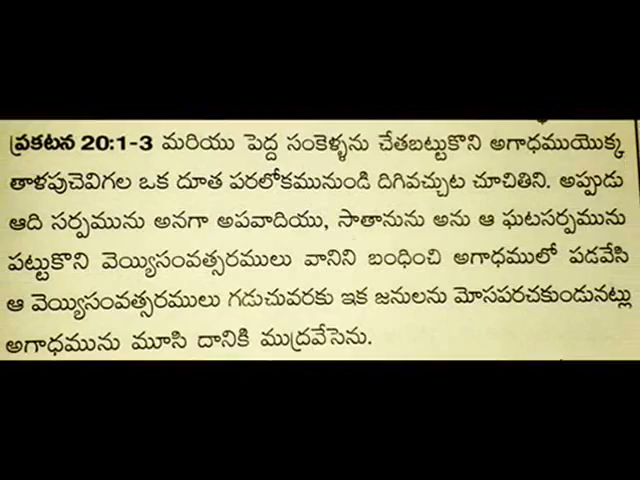 ప్రకటన 20:1-3 మరియు పెద్ద సంకెళ్ళను చేతబట్టుకొని అగాధముయొక్క
తాళపుచెవిగల ఒక దూత పరలోకమునుండి దిగివచ్చుట చూచితిని. అప్పుడు
ఆది సర్పమును అనగా అపవాదియు, సాతానును అను ఆ ఘటసర్పమును
పట్టుకొని వెయ్యిసంవత్సరములు వానిని బంధించి అగాధములో పడవేసి
ఆ వెయ్యిసంవత్సరములు గడుచువరకు ఇక జనులను మోసపరచకుండునట్లు
అగాధమును మూసి దానికి ముద్రవేసెను.